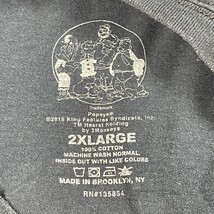 Trademark
Popeye®
©2015 King Features Syndicate, Inc.
TM Hearst Holding
by 2Monkeys
2XLARGE
100% COTTON
MACHINE WASH NORMAL,
INSIDE OUT WITH LIKE COLORS
MADE IN BROOKLYN, NY
RN#135854